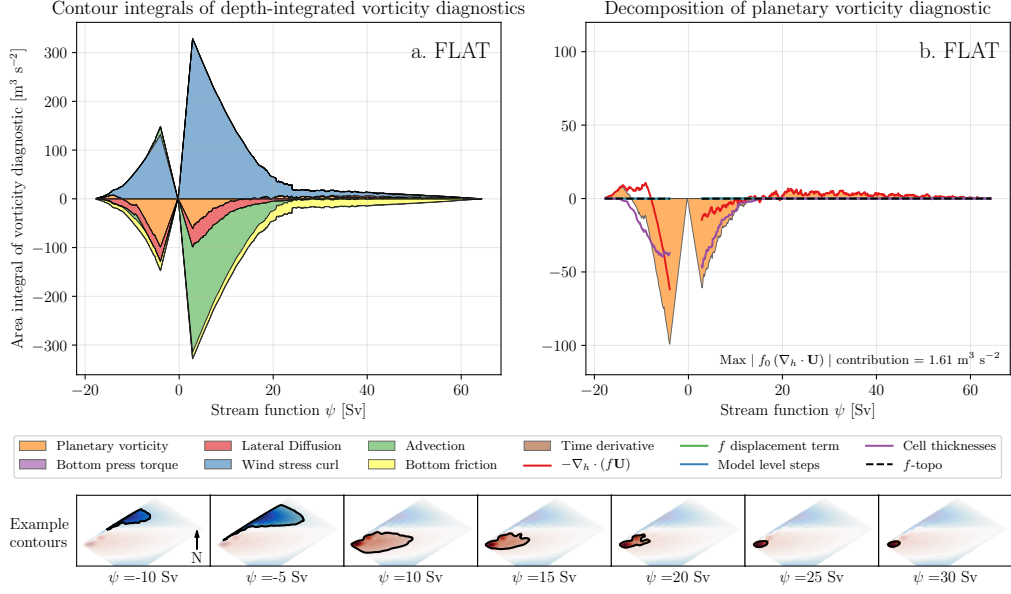 Contour integrals of depth-integrated vorticity diagnostics
Decomposition of planetary vorticity diagnostic
a. FLAT
b. FLAT
Area integral of vorticity diagnostic [m³ s⁻²]
300
200
100
0
−100
−200
−300
100
50
0
−50
−100
Max | f₀ (∇ₕ · U) | contribution = 1.61 m³ s⁻²
−20 0 20 40 60
−20 0 20 40 60
Stream function ψ [Sv]
Stream function ψ [Sv]
Planetary vorticity Lateral Diffusion Advection Time derivative f displacement term Cell thicknesses
Bottom press torque Wind stress curl Bottom friction −∇ₕ · (fU) Model level steps f-topo
Example
contours
N
ψ =-10 Sv ψ =-5 Sv ψ =10 Sv ψ =15 Sv ψ =20 Sv ψ =25 Sv ψ =30 Sv